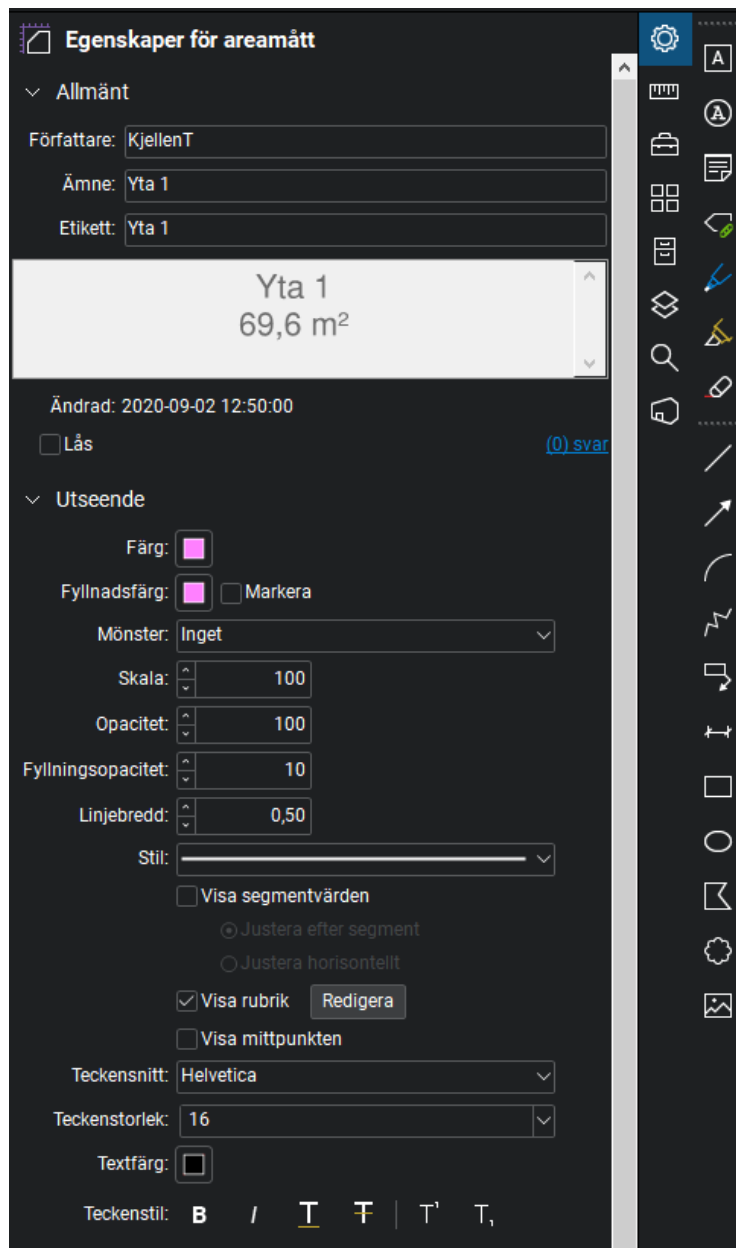 Egenskaper för areamått
Allmänt
Författare: KjellenT
Ämne: Yta 1
Etikett: Yta 1
Yta 1
69,6 m²
Ändrad: 2020-09-02 12:50:00
Lås (0) svar
Utseende
Färg:
Fyllnadsfärg: Markera
Mönster: Inget
Skala: 100
Opacitet: 100
Fyllningsopacitet: 10
Linjebredd: 0,50
Stil:
Visa segmentvärden
Justera efter segment
Justera horisontellt
Visa rubrik Redigera
Visa mittpunkten
Teckensnitt: Helvetica
Teckenstorlek: 16
Textfärg:
Teckenstil: B I T T T¹ T₁
A
A